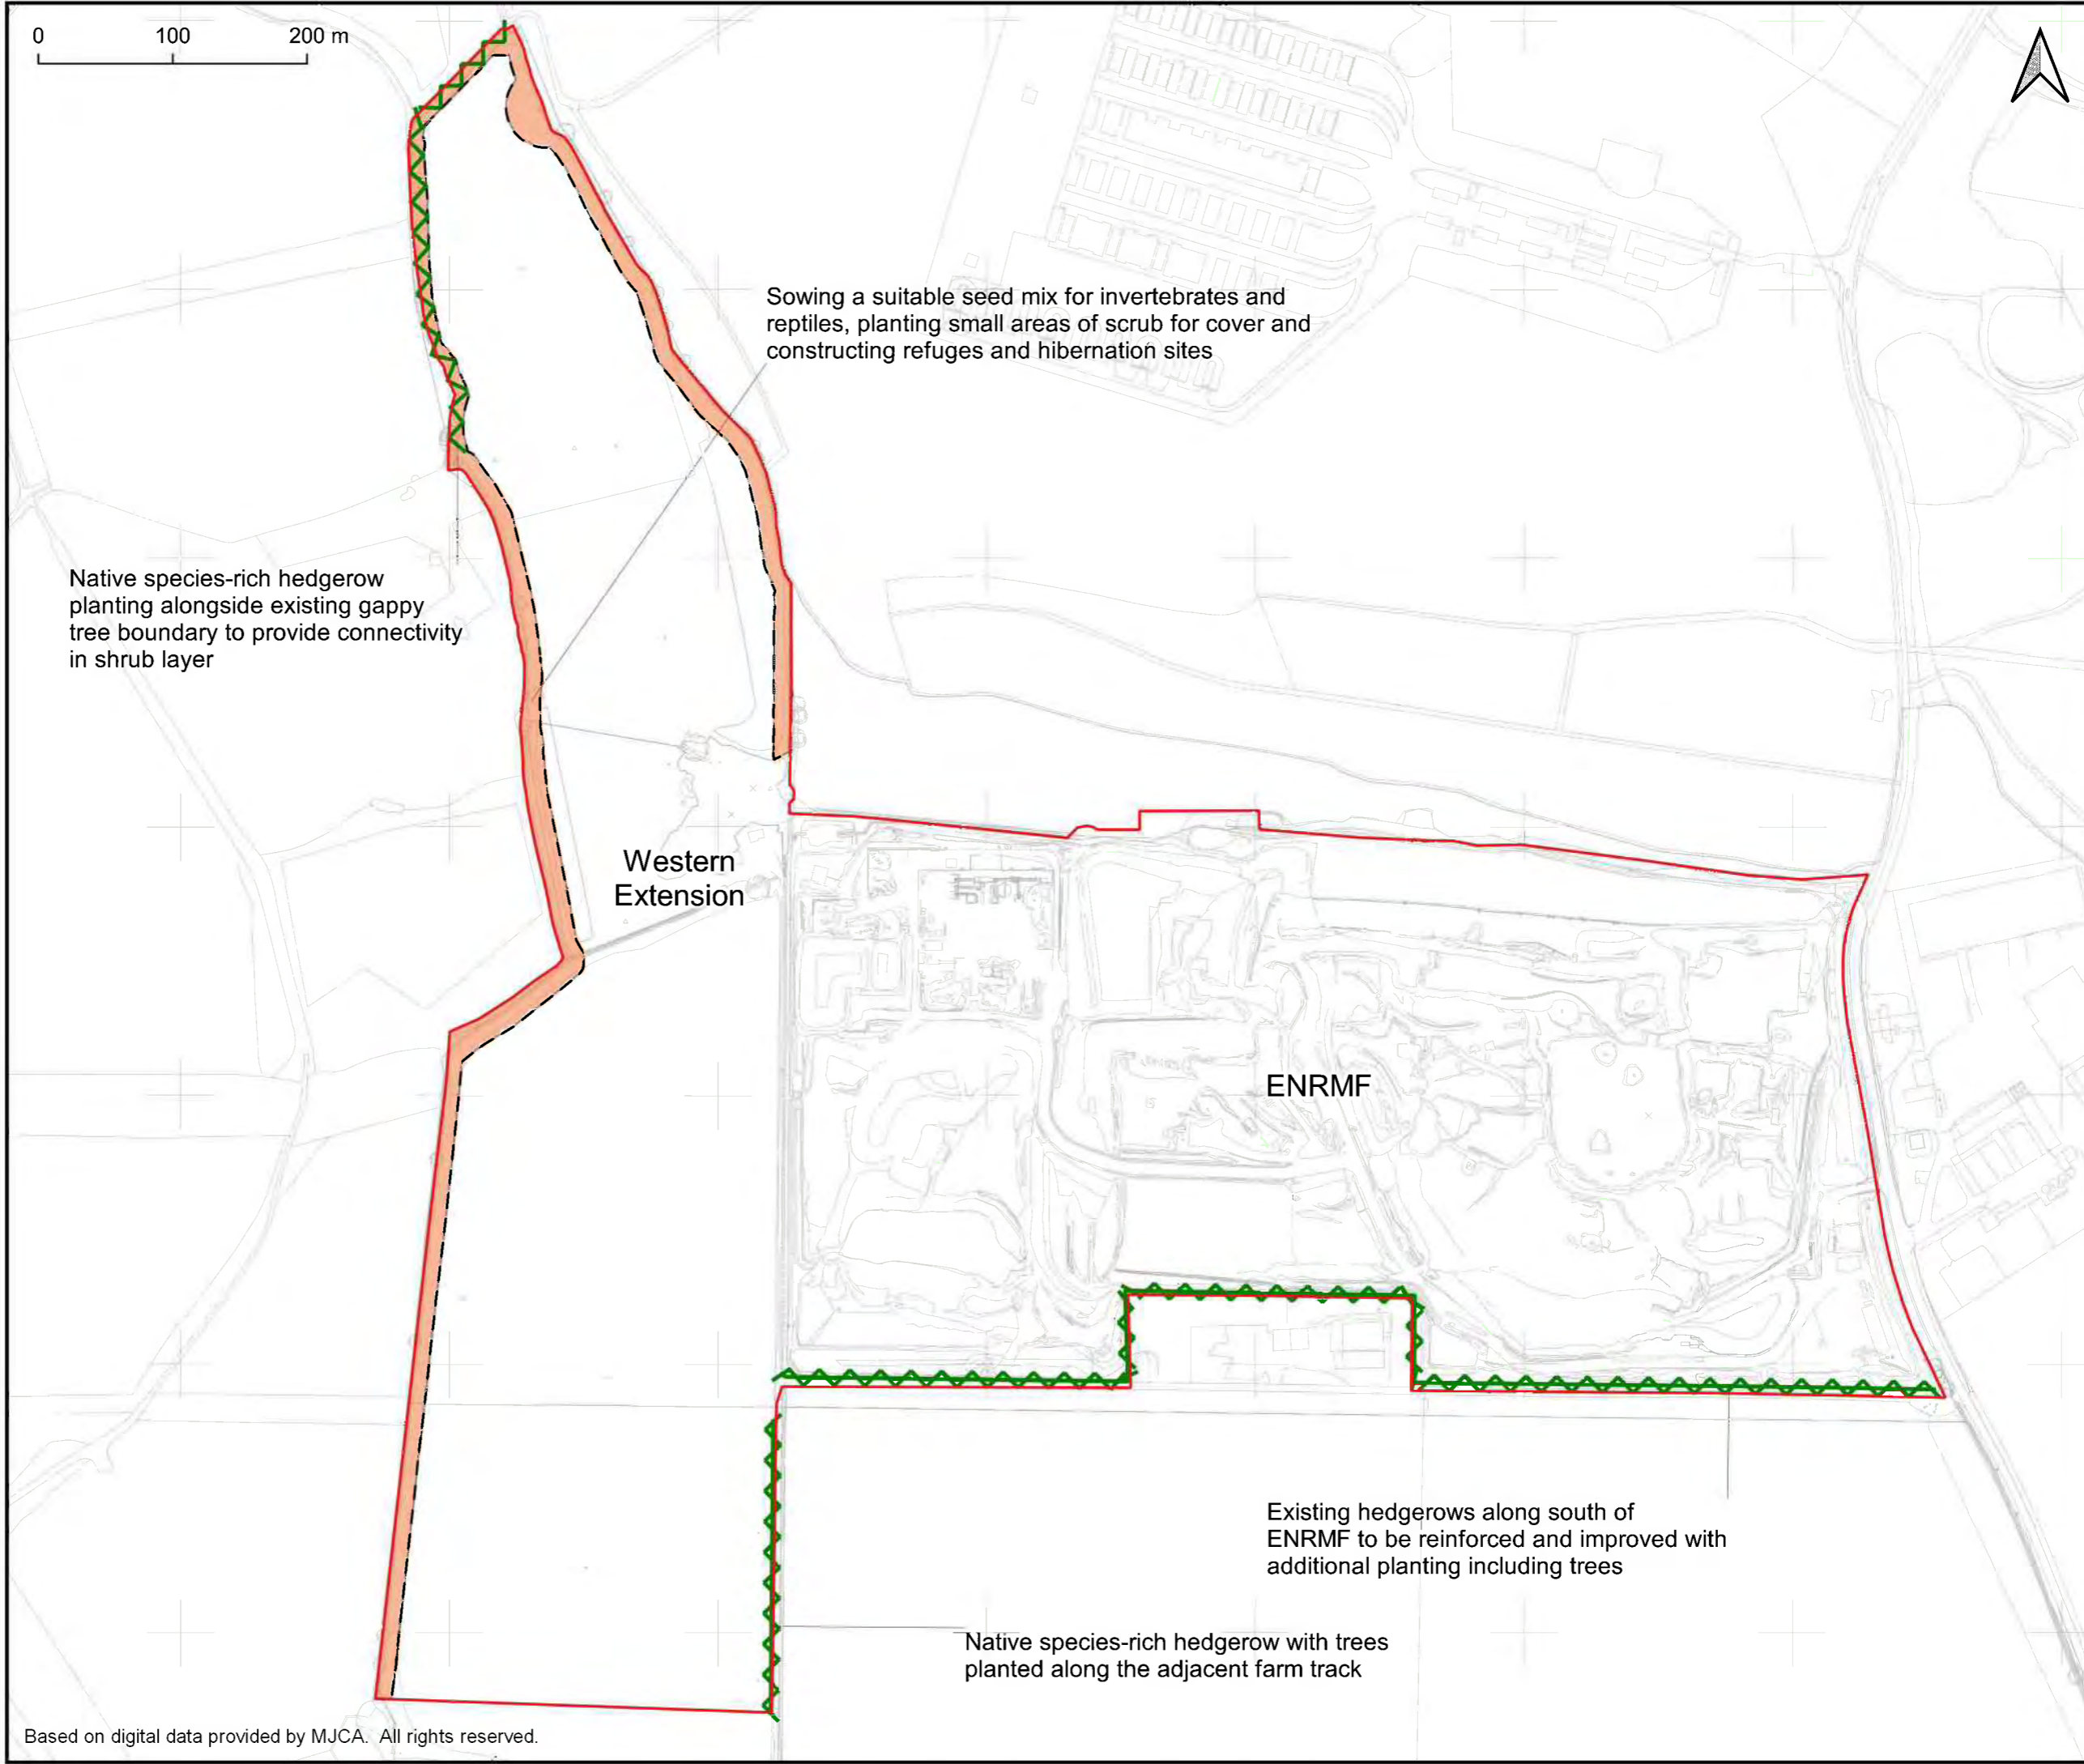 0 100 200 m
Sowing a suitable seed mix for invertebrates and
reptiles, planting small areas of scrub for cover and
constructing refuges and hibernation sites
Native species-rich hedgerow
planting alongside existing gappy
tree boundary to provide connectivity
in shrub layer
Western
Extension
ENRMF
Existing hedgerows along south of
ENRMF to be reinforced and improved with
additional planting including trees
Native species-rich hedgerow with trees
planted along the adjacent farm track
Based on digital data provided by MJCA. All rights reserved.